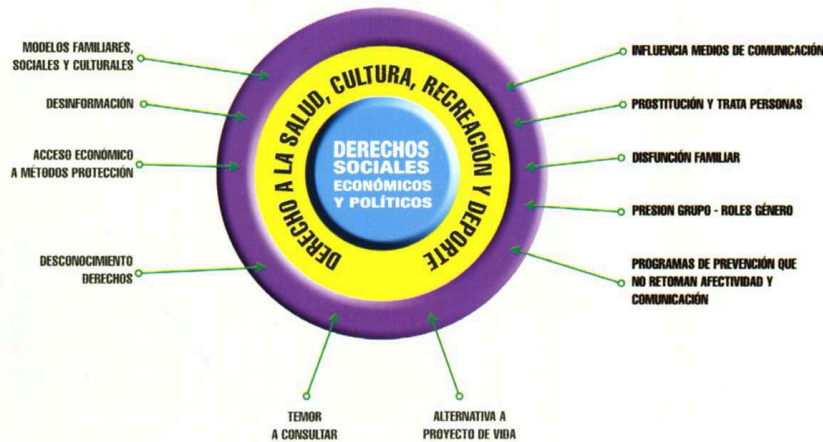 MODELOS FAMILIARES,
SOCIALES Y CULTURALES
DESINFORMACIÓN
ACCESO ECONÓMICO
A MÉTODOS PROTECCIÓN
DESCONOCIMIENTO
DERECHOS
TEMOR
A CONSULTAR
ALTERNATIVA A
PROYECTO DE VIDA
DERECHO A LA SALUD, CULTURA, RECREACIÓN Y DEPORTE
DERECHOS
SOCIALES
ECONÓMICOS
Y POLÍTICOS
INFLUENCIA MEDIOS DE COMUNICACIÓN
PROSTITUCIÓN Y TRATA PERSONAS
DISFUNCIÓN FAMILIAR
PRESION GRUPO - ROLES GÉNERO
PROGRAMAS DE PREVENCIÓN QUE
NO RETOMAN AFECTIVIDAD Y
COMUNICACIÓN